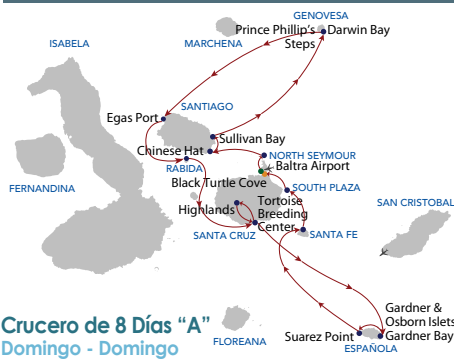 GENOVESA
Prince Phillip's
Steps
Darwin Bay
ISABELA
MARCHENA
SANTIAGO
Egas Port
Sullivan Bay
Chinese Hat
RABIDA
NORTH SEYMOUR
Baltra Airport
FERNANDINA
Black Turtle Cove
SOUTH PLAZA
Highlands
Tortoise
Breeding
Center
SAN CRISTOBAL
SANTA CRUZ
SANTA FE
Crucero de 8 Días “A”
Domingo - Domingo
FLOREANA
Suarez Point
Gardner &
Osborn Islets
Gardner Bay
ESPAÑOLA